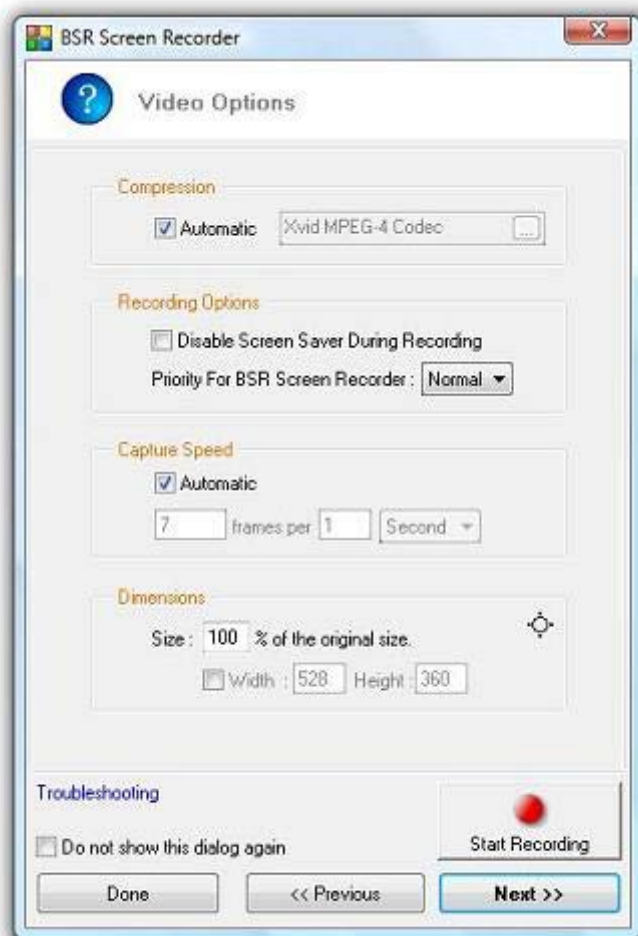 BSR Screen Recorder
Video Options
Compression
Automatic Xvid MPEG-4 Codec ...
Recording Options
Disable Screen Saver During Recording
Priority For BSR Screen Recorder : Normal
Capture Speed
Automatic
7 frames per 1 Second
Dimensions
Size : 100 % of the original size.
Width : 528 Height : 360
Troubleshooting
Do not show this dialog again
Start Recording
Done << Previous Next >>